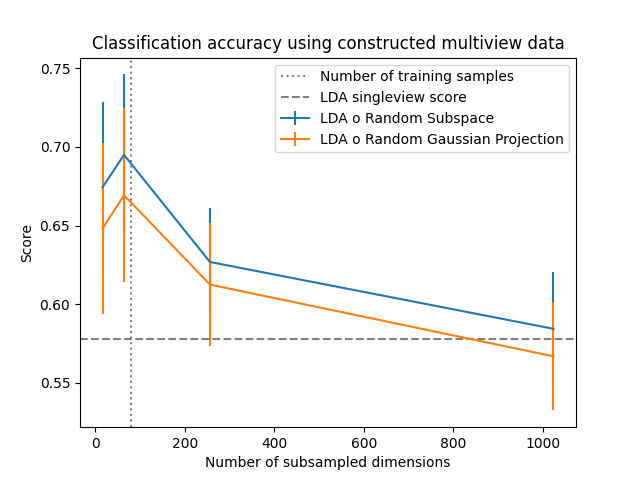 Classification accuracy using constructed multiview data
Number of training samples
LDA singleview score
LDA o Random Subspace
LDA o Random Gaussian Projection
0.75
0.70
0.65
0.60
0.55
Score
0 200 400 600 800 1000
Number of subsampled dimensions